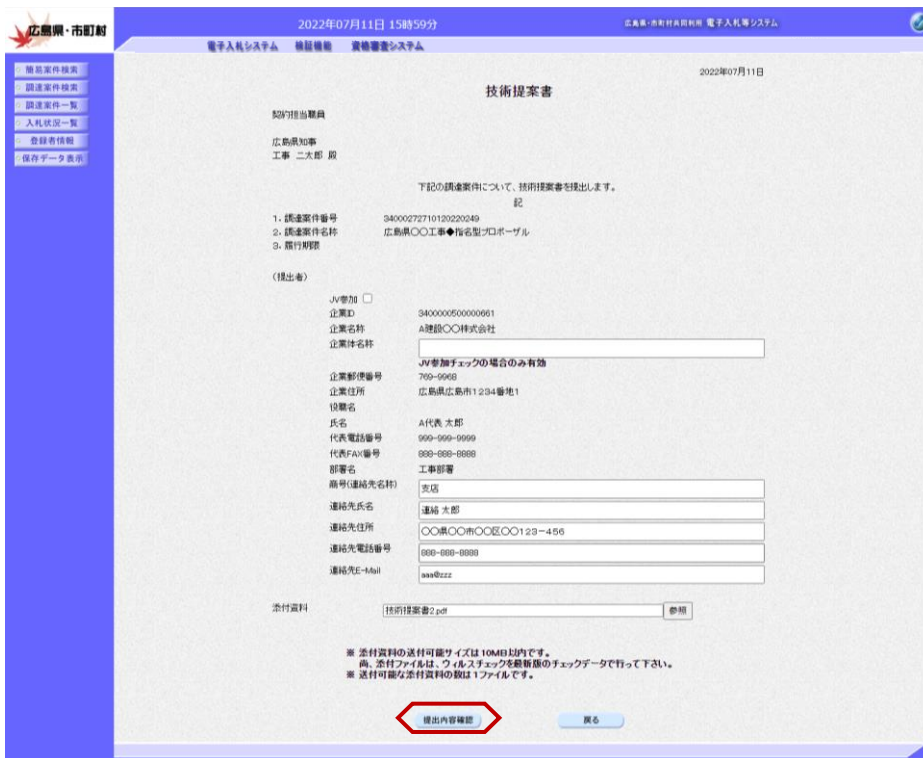 広島県・市町村
2022年07月11日 15時59分
広島県・市町村共同利用 電子入札等システム
電子入札システム 検証機能 資格審査システム
簡易案件検索
調達案件検索
調達案件一覧
入札状況一覧
登録者情報
保存データ表示
2022年07月11日
技術提案書
契約担当職員
広島県知事
工事 二太郎 殿
下記の調達案件について、技術提案書を提出します。
記
1. 調達案件番号 34000272710120220249
2. 調達案件名称 広島県〇〇工事◆指名型プロポーザル
3. 履行期限
(提出者)
JV参加
企業ID 3400000500000661
企業名称 A建設〇〇株式会社
企業体名称
JV参加チェックの場合のみ有効
企業郵便番号 769-9968
企業住所 広島県広島市1234番地1
役職名
氏名 A代表 太郎
代表電話番号 999-999-9999
代表FAX番号 888-888-8888
部署名 工事部署
商号(連絡先名称) 支店
連絡先氏名 連絡 太郎
連絡先住所 〇〇県〇〇市〇〇区〇〇123-456
連絡先電話番号 888-888-8888
連絡先E-Mail aaa@zzz
添付資料 技術提案書2.pdf 参照
※ 添付資料の送付可能サイズは10MB以内です。
尚、添付ファイルは、ウィルスチェックを最新版のチェックデータで行って下さい。
※ 送付可能な添付資料の数は1ファイルです。
提出内容確認 戻る